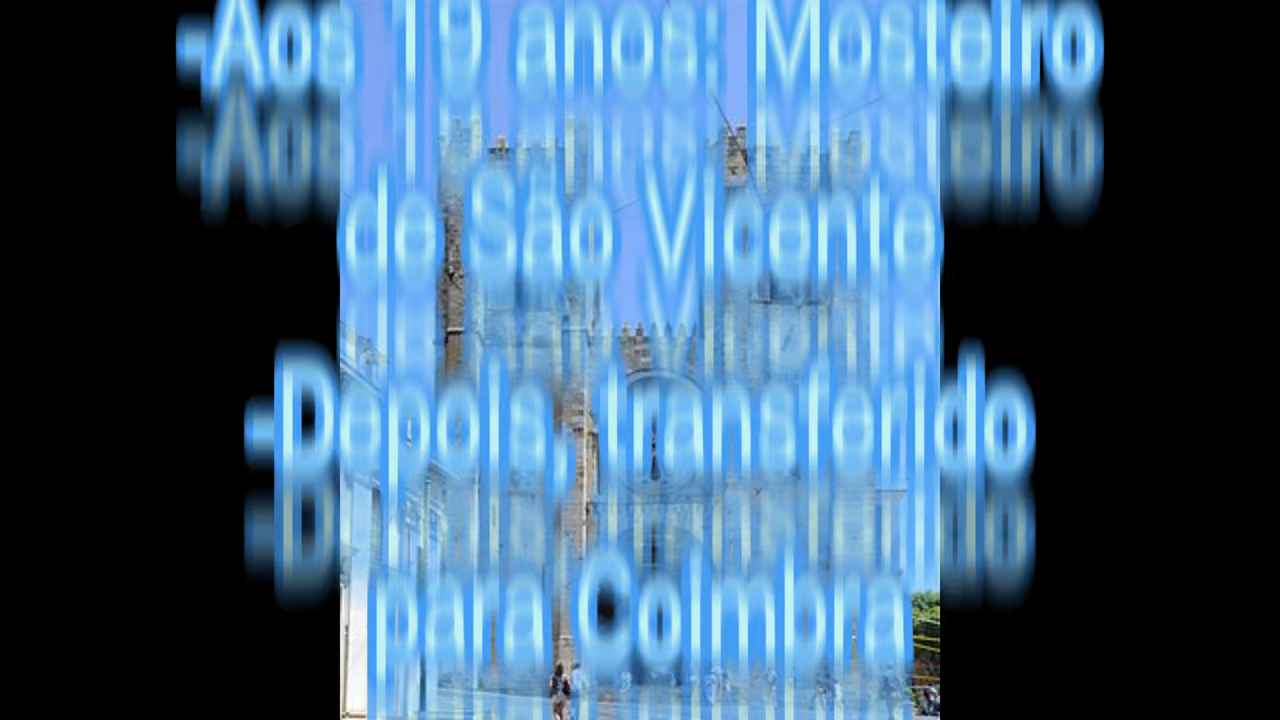 -Aos 19 anos: Mosteiro
de São Vicente
-Depois, transferido
para Coimbra